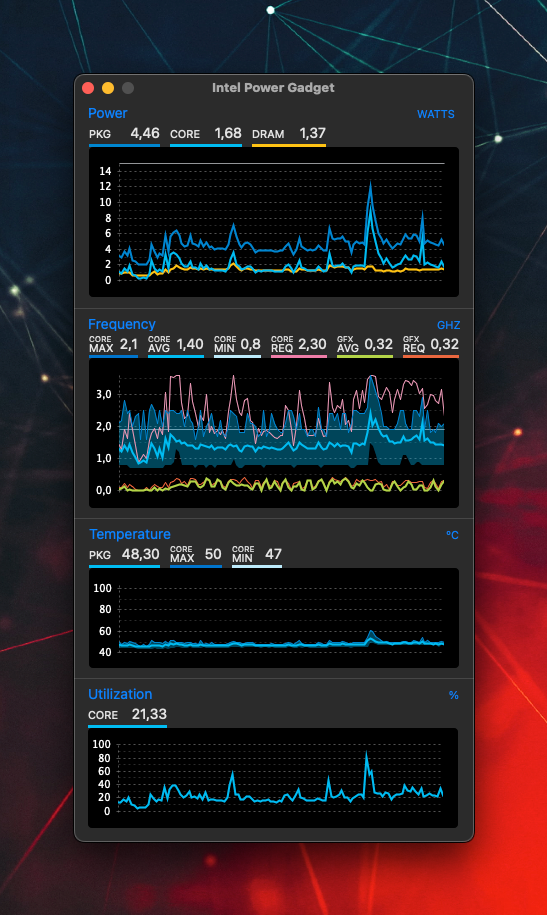 Intel Power Gadget
Power WATTS
PKG 4,46 CORE 1,68 DRAM 1,37
14
12
10
8
6
4
2
0
Frequency GHZ
CORE MAX 2,1 CORE AVG 1,40 CORE MIN 0,8 CORE REQ 2,30 GFX AVG 0,32 GFX REQ 0,32
3,0
2,0
1,0
0,0
Temperature °C
PKG 48,30 CORE MAX 50 CORE MIN 47
100
80
60
40
Utilization %
CORE 21,33
100
80
60
40
20
0